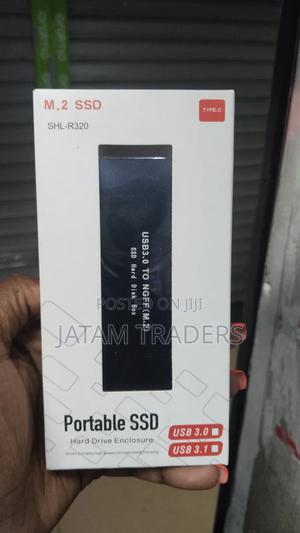 M.2 SSD
TYPE-C
SHL-R320
USB3.0 TO NGFF(M.2)
SSD Hard Disk Box
POSTED ON JIJI
JATAM TRADERS
Portable SSD
Hard Drive Enclosure
USB 3.0
USB 3.1